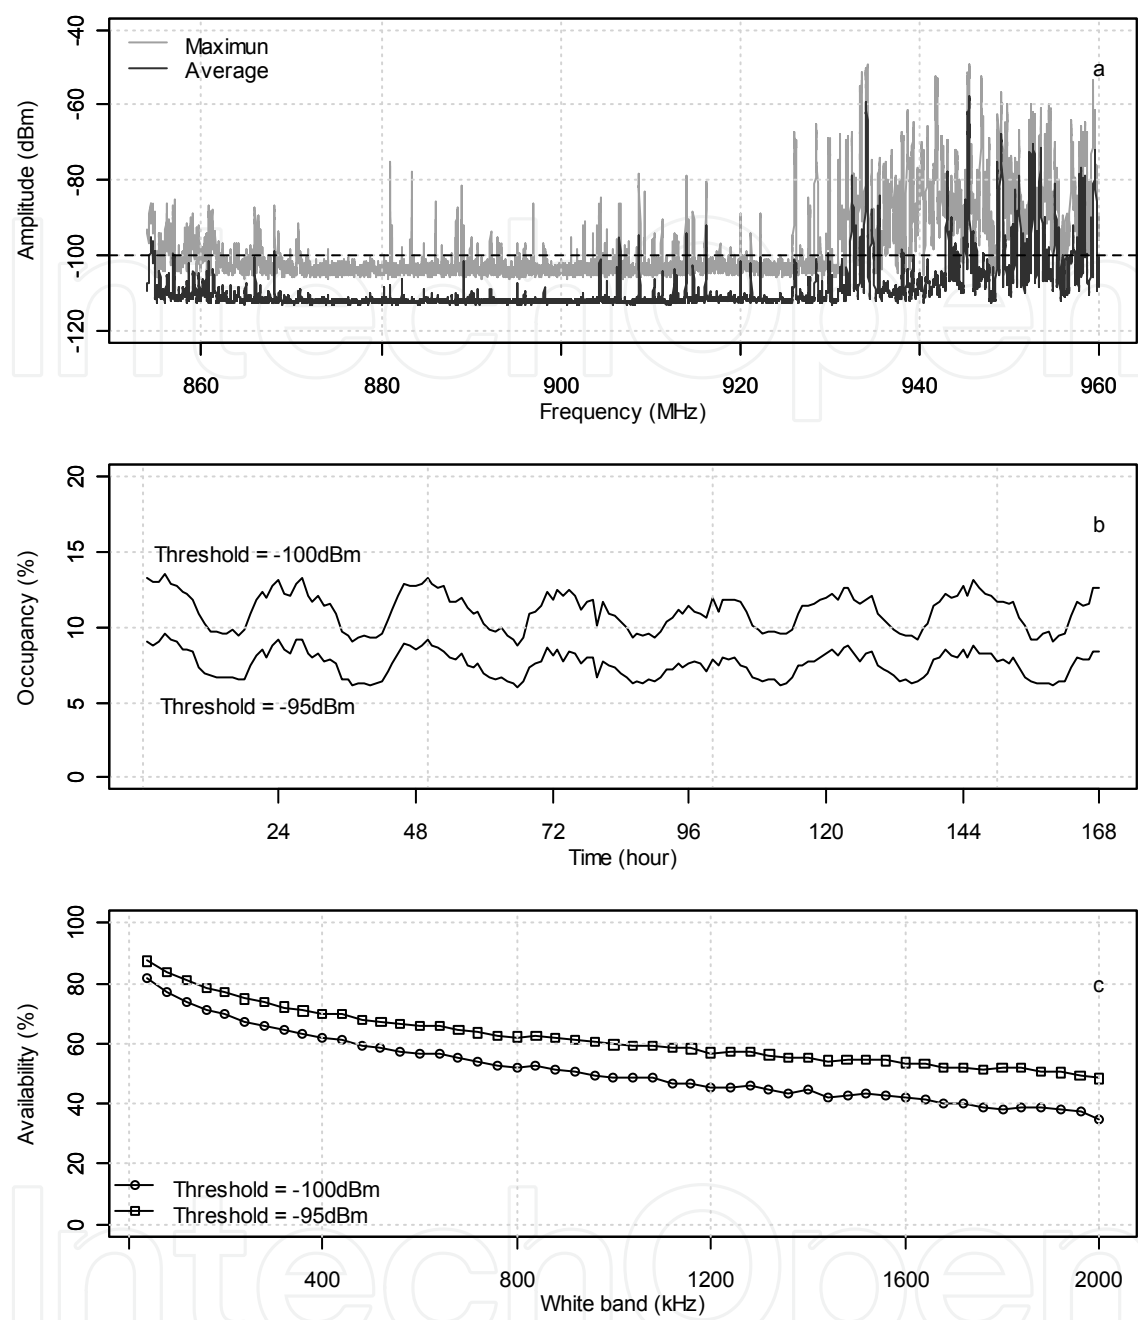 -40
-60
-80
-100
-120
Amplitude (dBm)
Maximun
Average
a
860
880
900
920
940
960
Frequency (MHz)
20
15
10
5
0
Occupancy (%)
b
Threshold = -100dBm
Threshold = -95dBm
24
48
72
96
120
144
168
Time (hour)
100
80
60
40
20
0
Availability (%)
c
Threshold = -100dBm
Threshold = -95dBm
400
800
1200
1600
2000
White band (kHz)
IntechOpen
IntechOpen